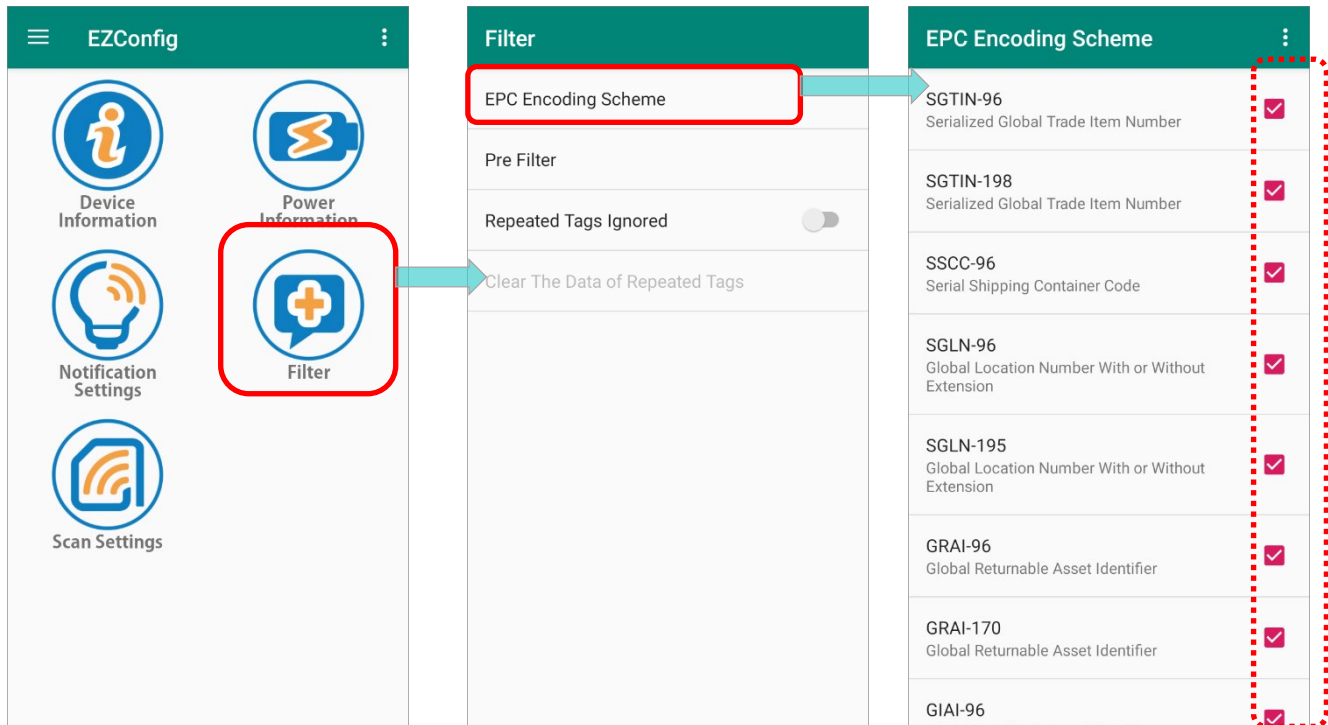 EZConfig
Device
Information
Power
Information
Notification
Settings
Filter
Scan Settings
Filter
EPC Encoding Scheme
Pre Filter
Repeated Tags Ignored
Clear The Data of Repeated Tags
EPC Encoding Scheme
SGTIN-96
Serialized Global Trade Item Number
SGTIN-198
Serialized Global Trade Item Number
SSCC-96
Serial Shipping Container Code
SGLN-96
Global Location Number With or Without
Extension
SGLN-195
Global Location Number With or Without
Extension
GRAI-96
Global Returnable Asset Identifier
GRAI-170
Global Returnable Asset Identifier
GIAI-96